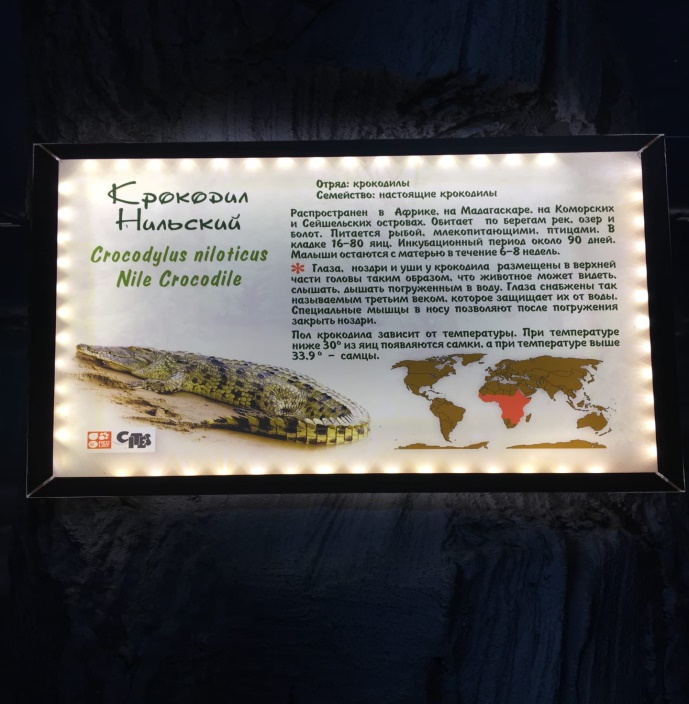 Крокодил
Нильский
Crocodylus niloticus
Nile Crocodile
Отряд: крокодилы
Семейство: настоящие крокодилы
Распространен в Африке, на Мадагаскаре, на Коморских
и Сейшельских островах. Обитает по берегам рек, озер и
болот. Питается рыбой, млекопитающими, птицами. В
кладке 16-80 яиц. Инкубационный период около 90 дней.
Малыши остаются с матерью в течение 6-8 недель.
* Глаза, ноздри и уши у крокодила размещены в верхней
части головы таким образом, что животное может видеть,
слышать, дышать погруженным в воду. Глаза снабжены так
называемым третьим веком, которое защищает их от воды.
Специальные мышцы в носу позволяют после погружения
закрыть ноздри.
Пол крокодила зависит от температуры. При температуре
ниже 30° из яиц появляются самки, а при температуре выше
33.9° - самцы.
CITES